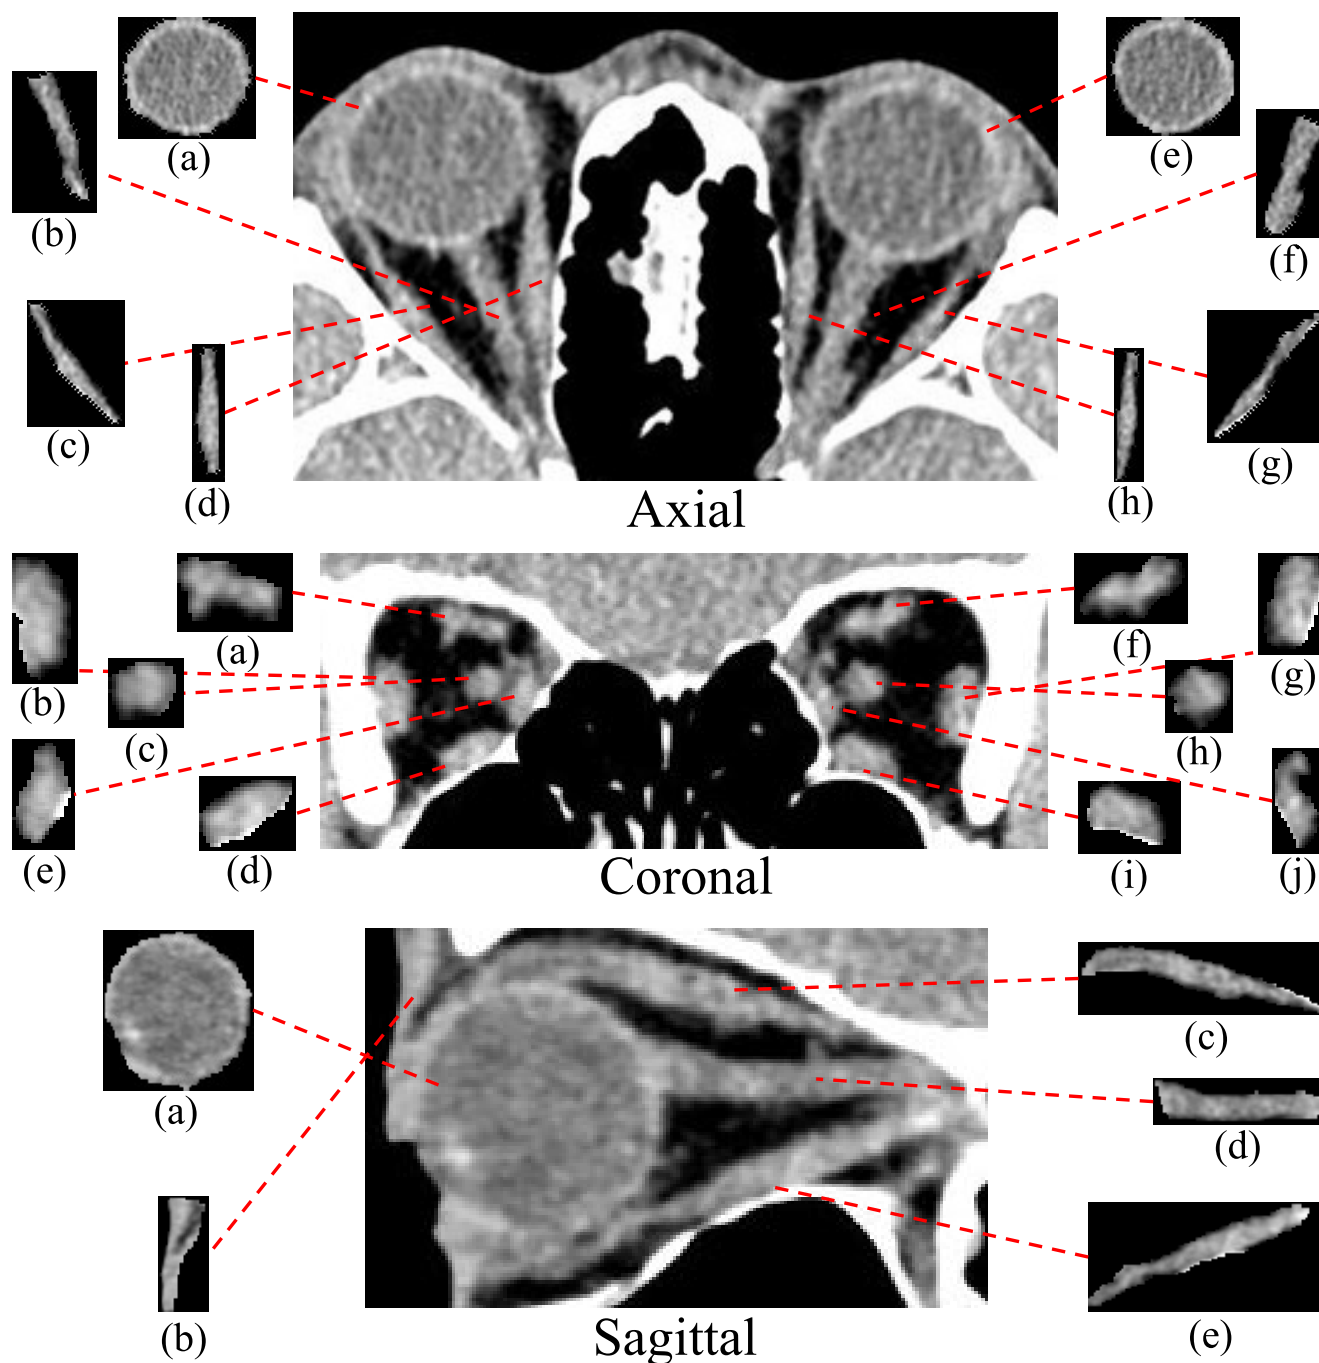 (a)
(b)
(c)
(d)
(e)
(f)
(g)
(h)
Axial
(a)
(b)
(c)
(d)
(e)
(f)
(g)
(h)
(i)
(j)
Coronal
(a)
(b)
(c)
(d)
(e)
Sagittal